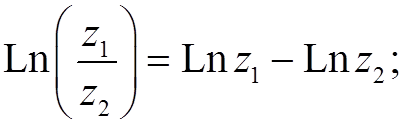 Ln(z₁/z₂) = Ln z₁ − Ln z₂;